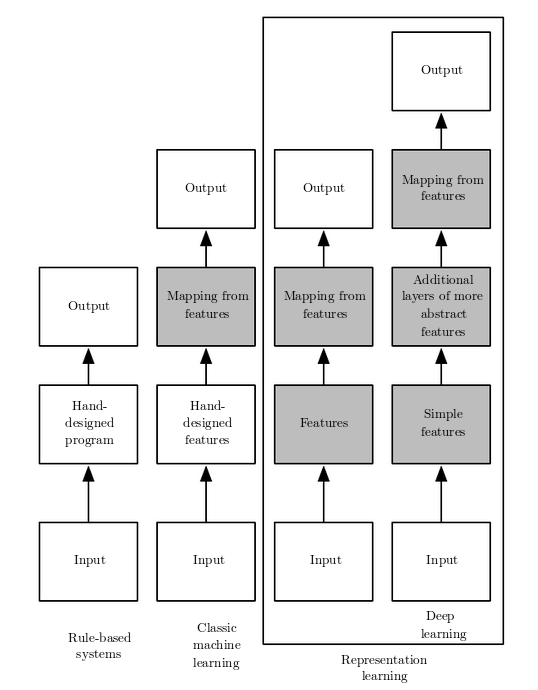 Output
Output
Output
Mapping from
features
Output
Mapping from
features
Mapping from
features
Additional
layers of more
abstract
features
Hand-
designed
program
Hand-
designed
features
Features
Simple
features
Input
Input
Input
Input
Rule-based
systems
Classic
machine
learning
Deep
learning
Representation
learning